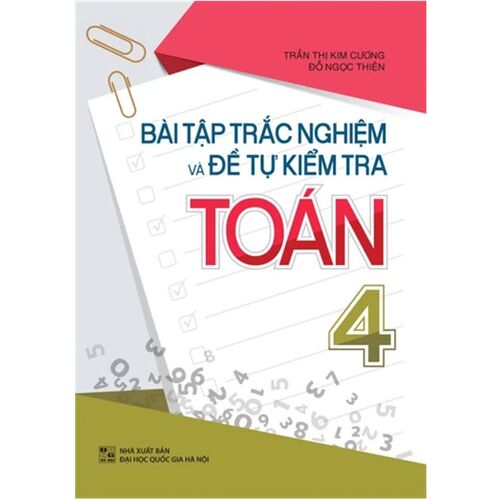 TRẦN THỊ KIM CƯƠNG
ĐỖ NGỌC THIỆN
BÀI TẬP TRẮC NGHIỆM
VÀ ĐỀ TỰ KIỂM TRA
TOÁN
4
NHÀ XUẤT BẢN
ĐẠI HỌC QUỐC GIA HÀ NỘI